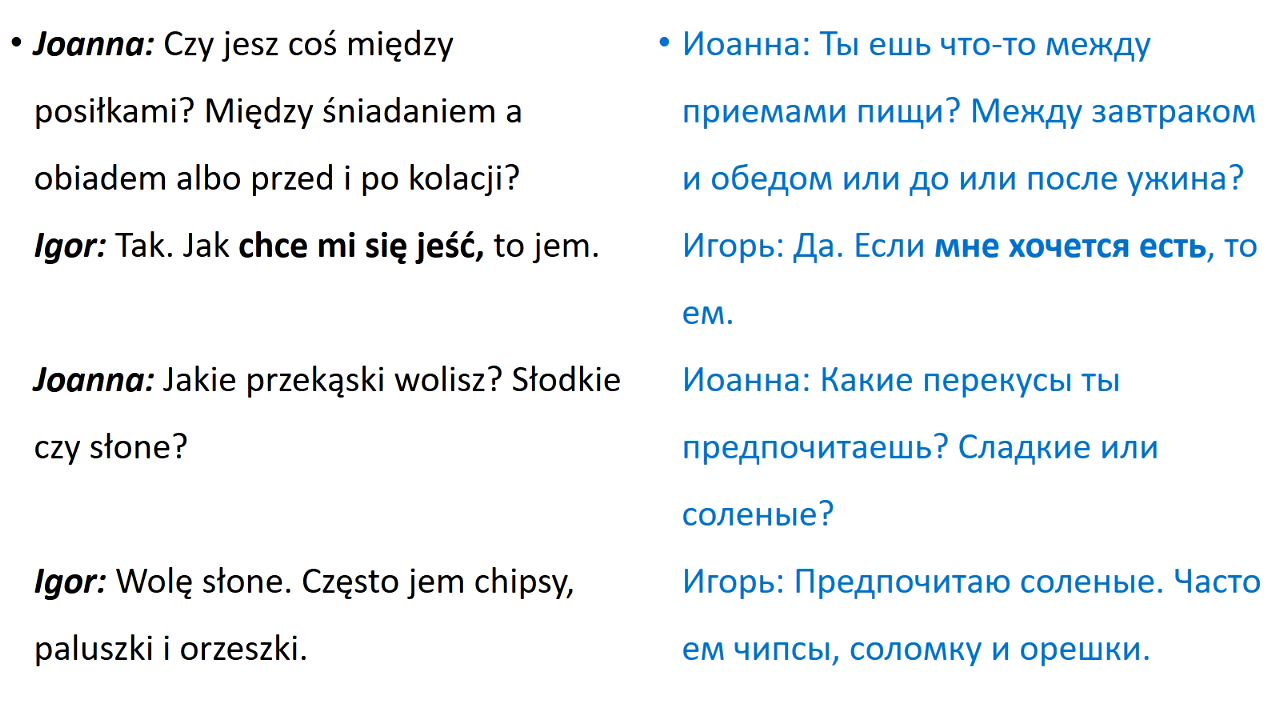 • Joanna: Czy jesz coś między
posiłkami? Między śniadaniem a
obiadem albo przed i po kolacji?
Igor: Tak. Jak chce mi się jeść, to jem.
Joanna: Jakie przekąski wolisz? Słodkie
czy słone?
Igor: Wolę słone. Często jem chipsy,
paluszki i orzeszki.
• Иоанна: Ты ешь что-то между
приемами пищи? Между завтраком
и обедом или до или после ужина?
Игорь: Да. Если мне хочется есть, то
ем.
Иоанна: Какие перекусы ты
предпочитаешь? Сладкие или
соленые?
Игорь: Предпочитаю соленые. Часто
ем чипсы, соломку и орешки.